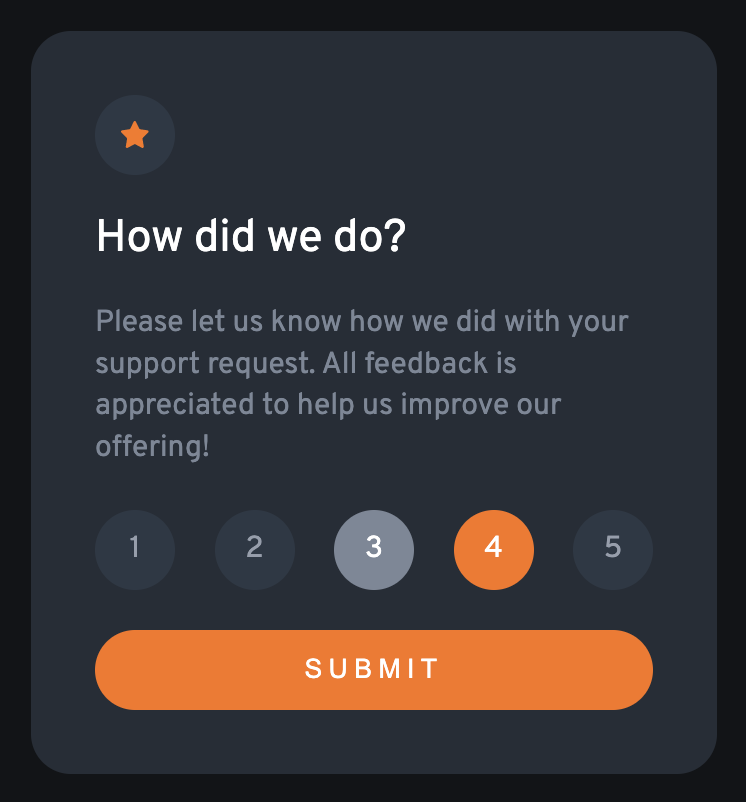 How did we do?
Please let us know how we did with your
support request. All feedback is
appreciated to help us improve our
offering!
1 2 3 4 5
SUBMIT